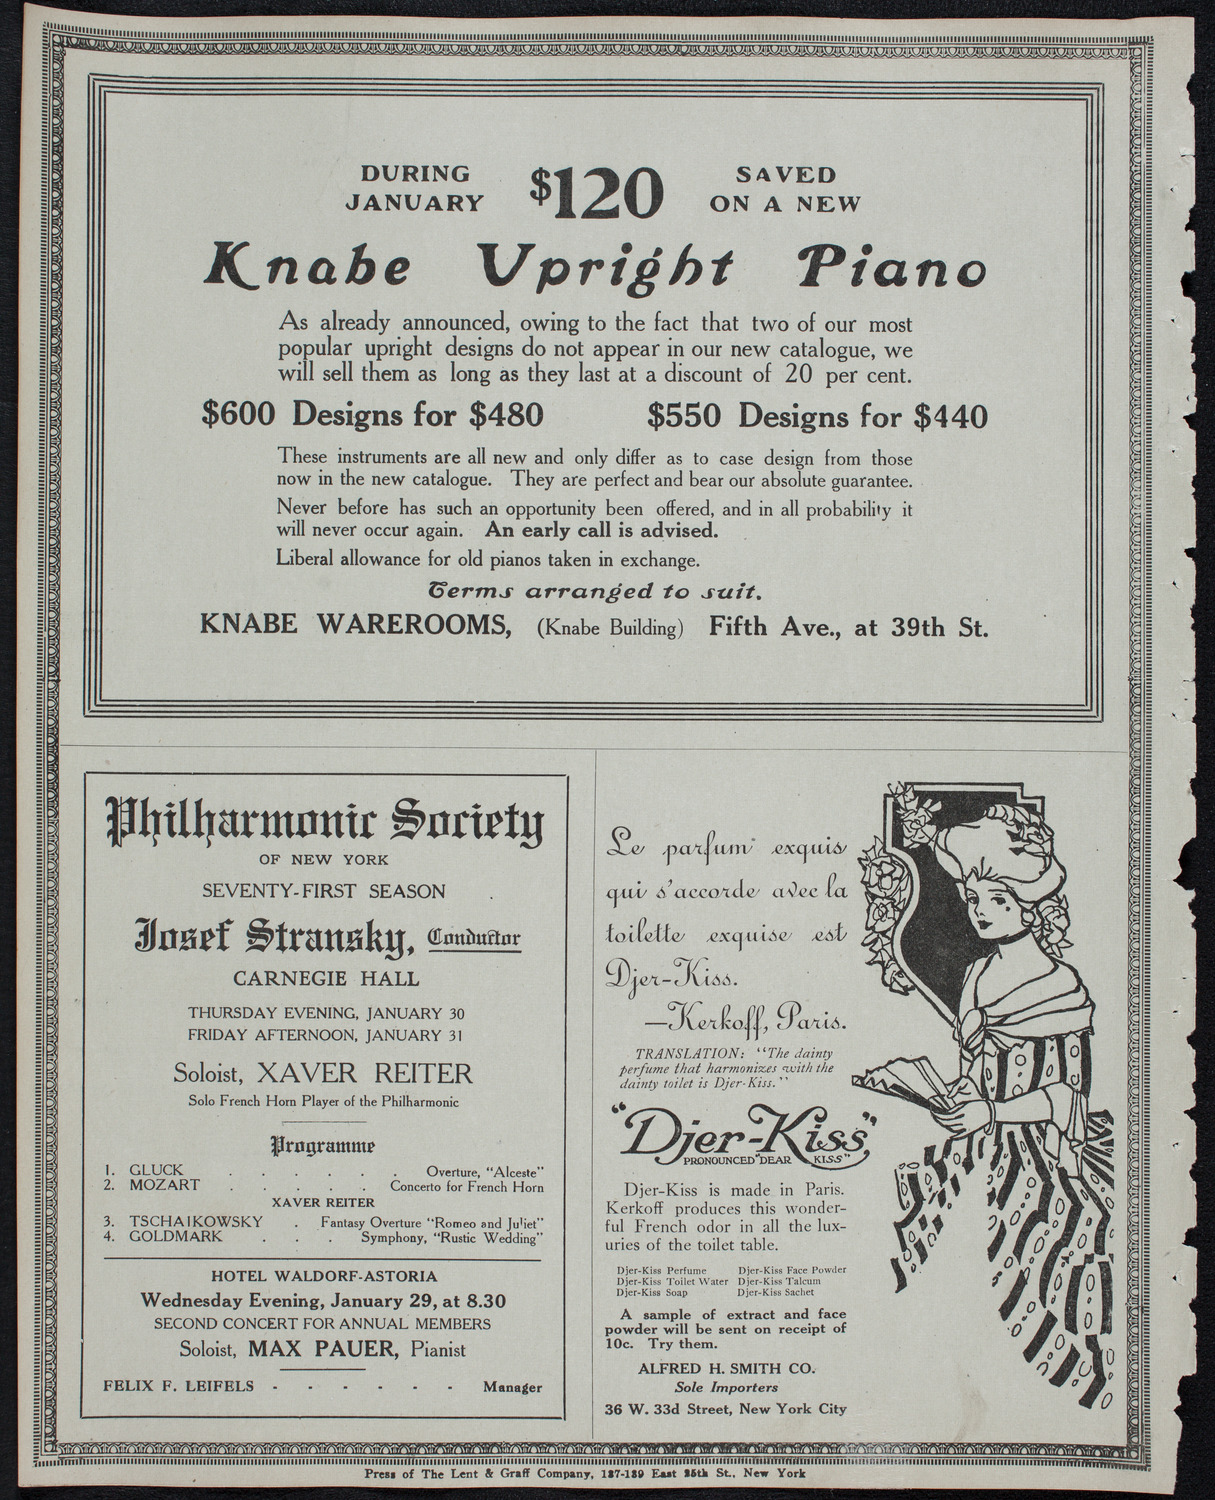 DURING JANUARY $120 SAVED ON A NEW
Knabe Upright Piano
As already announced, owing to the fact that two of our most
popular upright designs do not appear in our new catalogue, we
will sell them as long as they last at a discount of 20 per cent.
$600 Designs for $480 $550 Designs for $440
These instruments are all new and only differ as to case design from those
now in the new catalogue. They are perfect and bear our absolute guarantee.
Never before has such an opportunity been offered, and in all probability it
will never occur again. An early call is advised.
Liberal allowance for old pianos taken in exchange.
Terms arranged to suit.
KNABE WAREROOMS, (Knabe Building) Fifth Ave., at 39th St.
Philharmonic Society
OF NEW YORK
SEVENTY-FIRST SEASON
Josef Stransky, Conductor
CARNEGIE HALL
THURSDAY EVENING, JANUARY 30
FRIDAY AFTERNOON, JANUARY 31
Soloist, XAVER REITER
Solo French Horn Player of the Philharmonic
Programme
1. GLUCK . . . . . . Overture, "Alceste"
2. MOZART . . . . . Concerto for French Horn
XAVER REITER
3. TSCHAIKOWSKY . Fantasy Overture "Romeo and Juliet"
4. GOLDMARK . . . Symphony, "Rustic Wedding"
HOTEL WALDORF-ASTORIA
Wednesday Evening, January 29, at 8.30
SECOND CONCERT FOR ANNUAL MEMBERS
Soloist, MAX PAUER, Pianist
FELIX F. LEIFELS - - - - - - Manager
Le parfum exquis
qui s'accorde avec la
toilette exquise est
Djer-Kiss.
—Kerkoff, Paris.
TRANSLATION: "The dainty
perfume that harmonizes with the
dainty toilet is Djer-Kiss."
"Djer-Kiss"
PRONOUNCED "DEAR KISS"
Djer-Kiss is made in Paris.
Kerkoff produces this wonder-
ful French odor in all the lux-
uries of the toilet table.
Djer-Kiss Perfume Djer-Kiss Face Powder
Djer-Kiss Toilet Water Djer-Kiss Talcum
Djer-Kiss Soap Djer-Kiss Sachet
A sample of extract and face
powder will be sent on receipt of
10c. Try them.
ALFRED H. SMITH CO.
Sole Importers
36 W. 33d Street, New York City
Press of The Lent & Graff Company, 137-139 East 25th St., New York